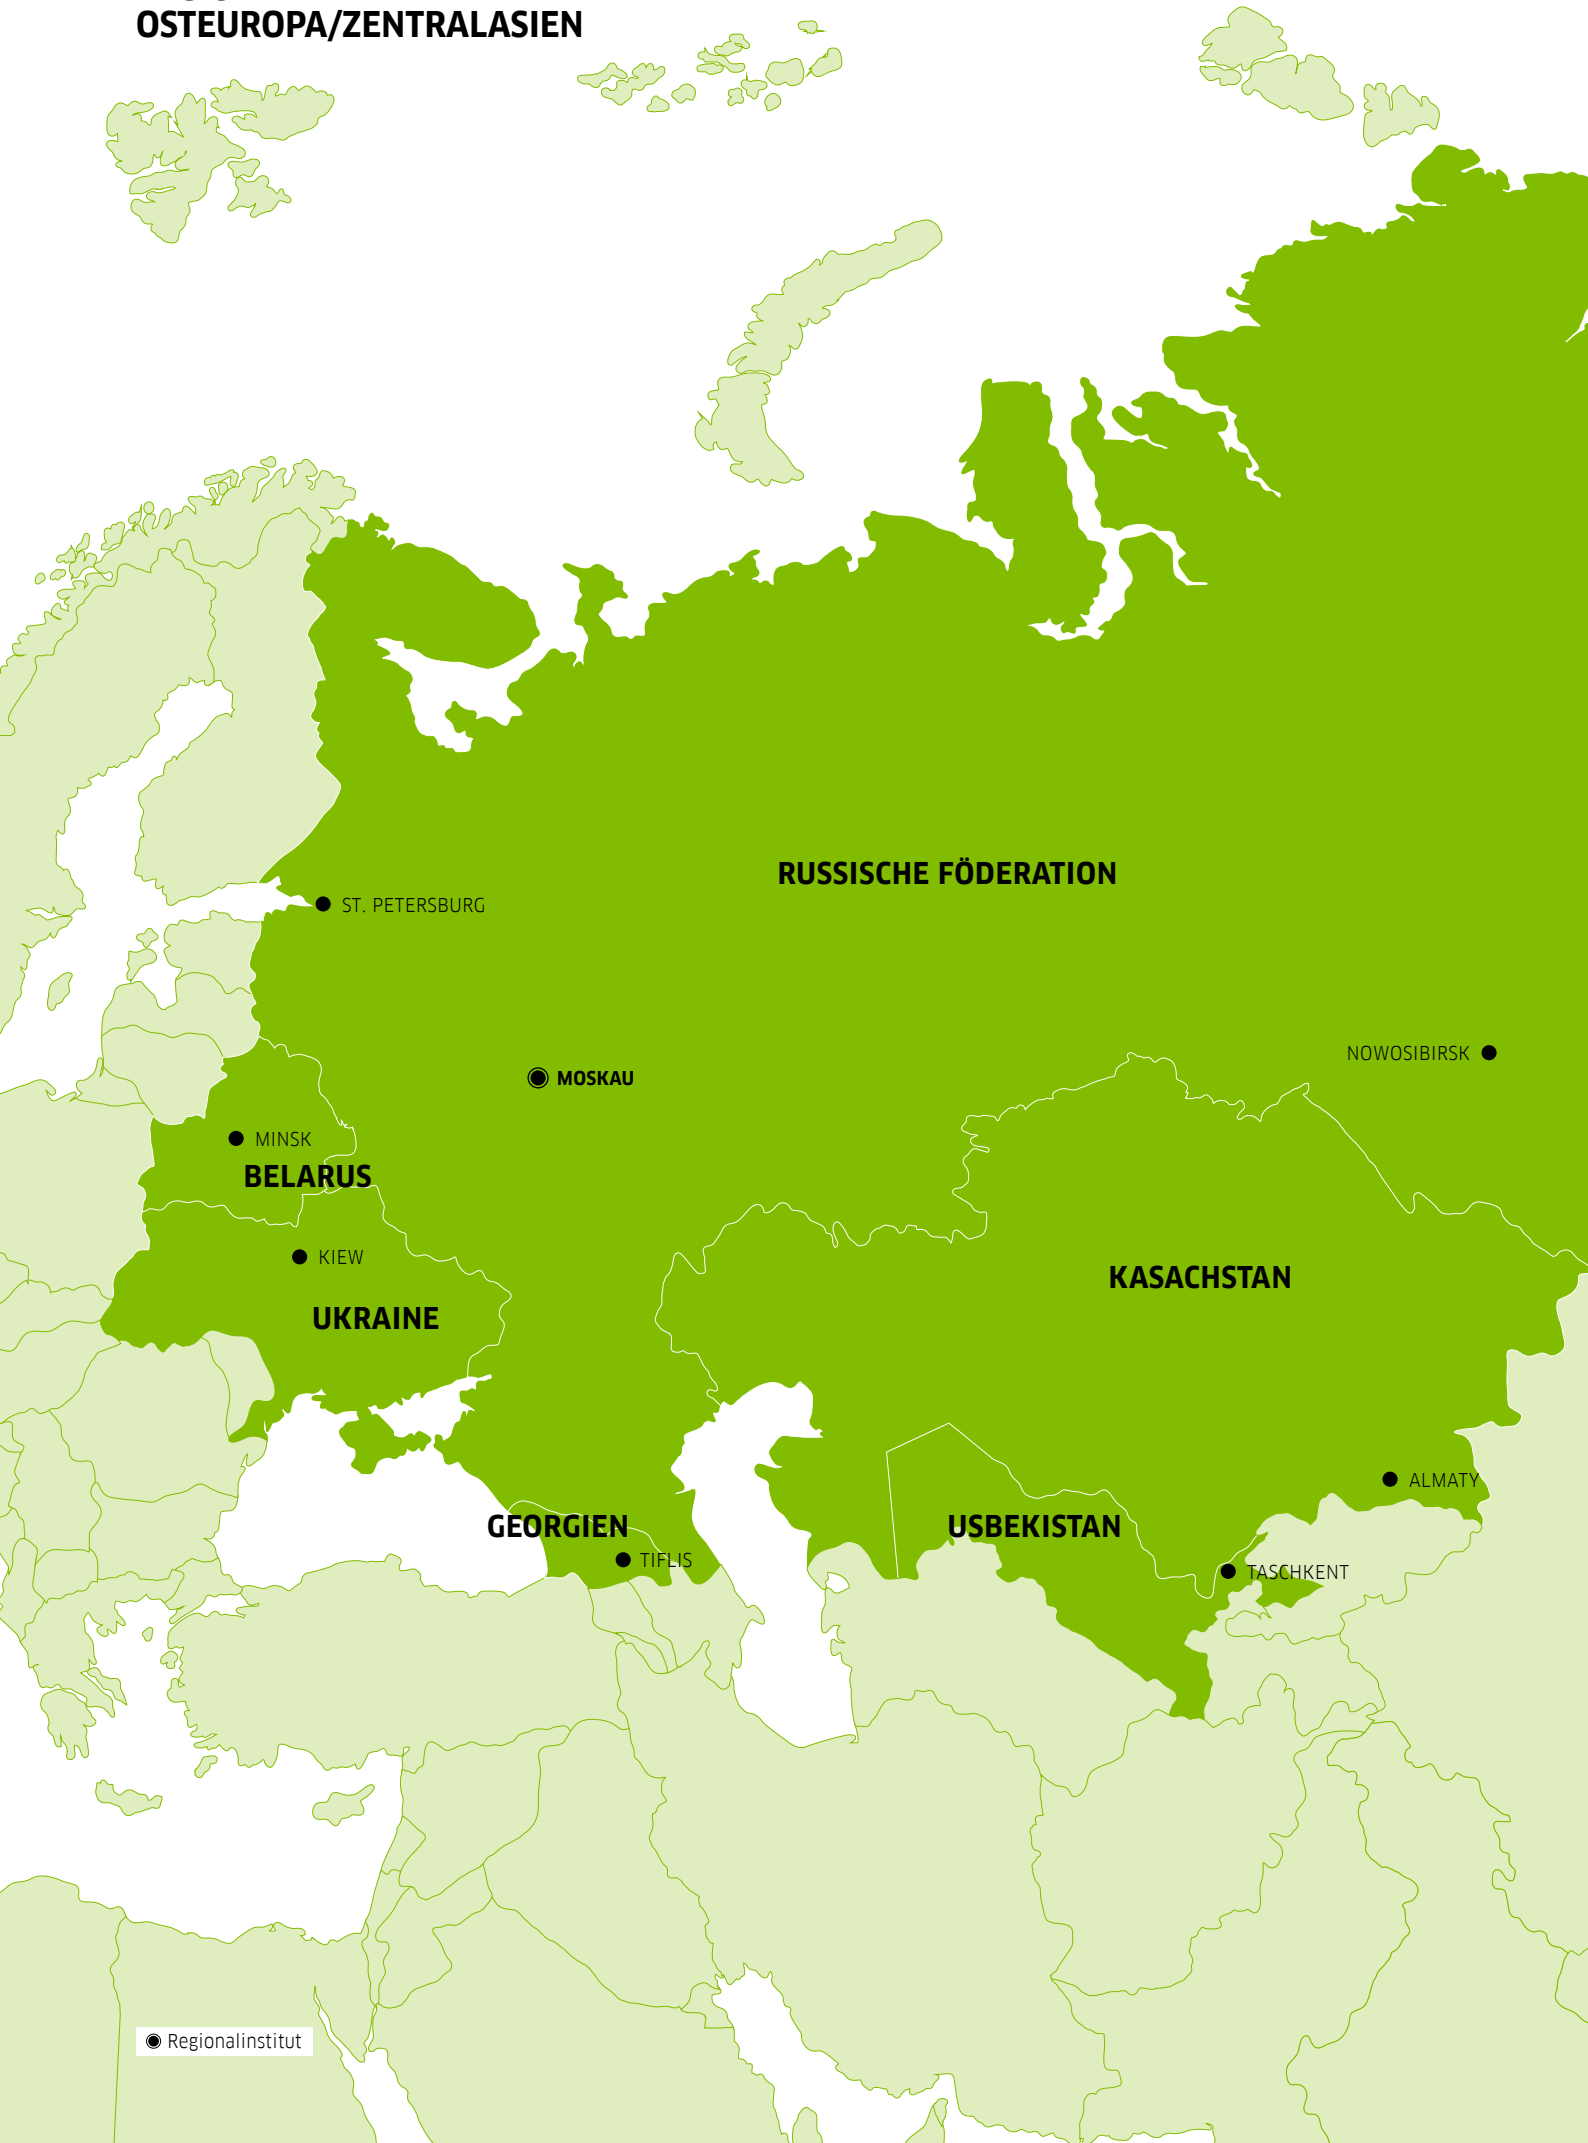 OSTEUROPA/ZENTRALASIEN
RUSSISCHE FÖDERATION
ST. PETERSBURG
NOWOSIBIRSK
MOSKAU
MINSK
BELARUS
KIEW
KASACHSTAN
UKRAINE
ALMATY
GEORGIEN
USBEKISTAN
TIFLIS
TASCHKENT
Regionalinstitut